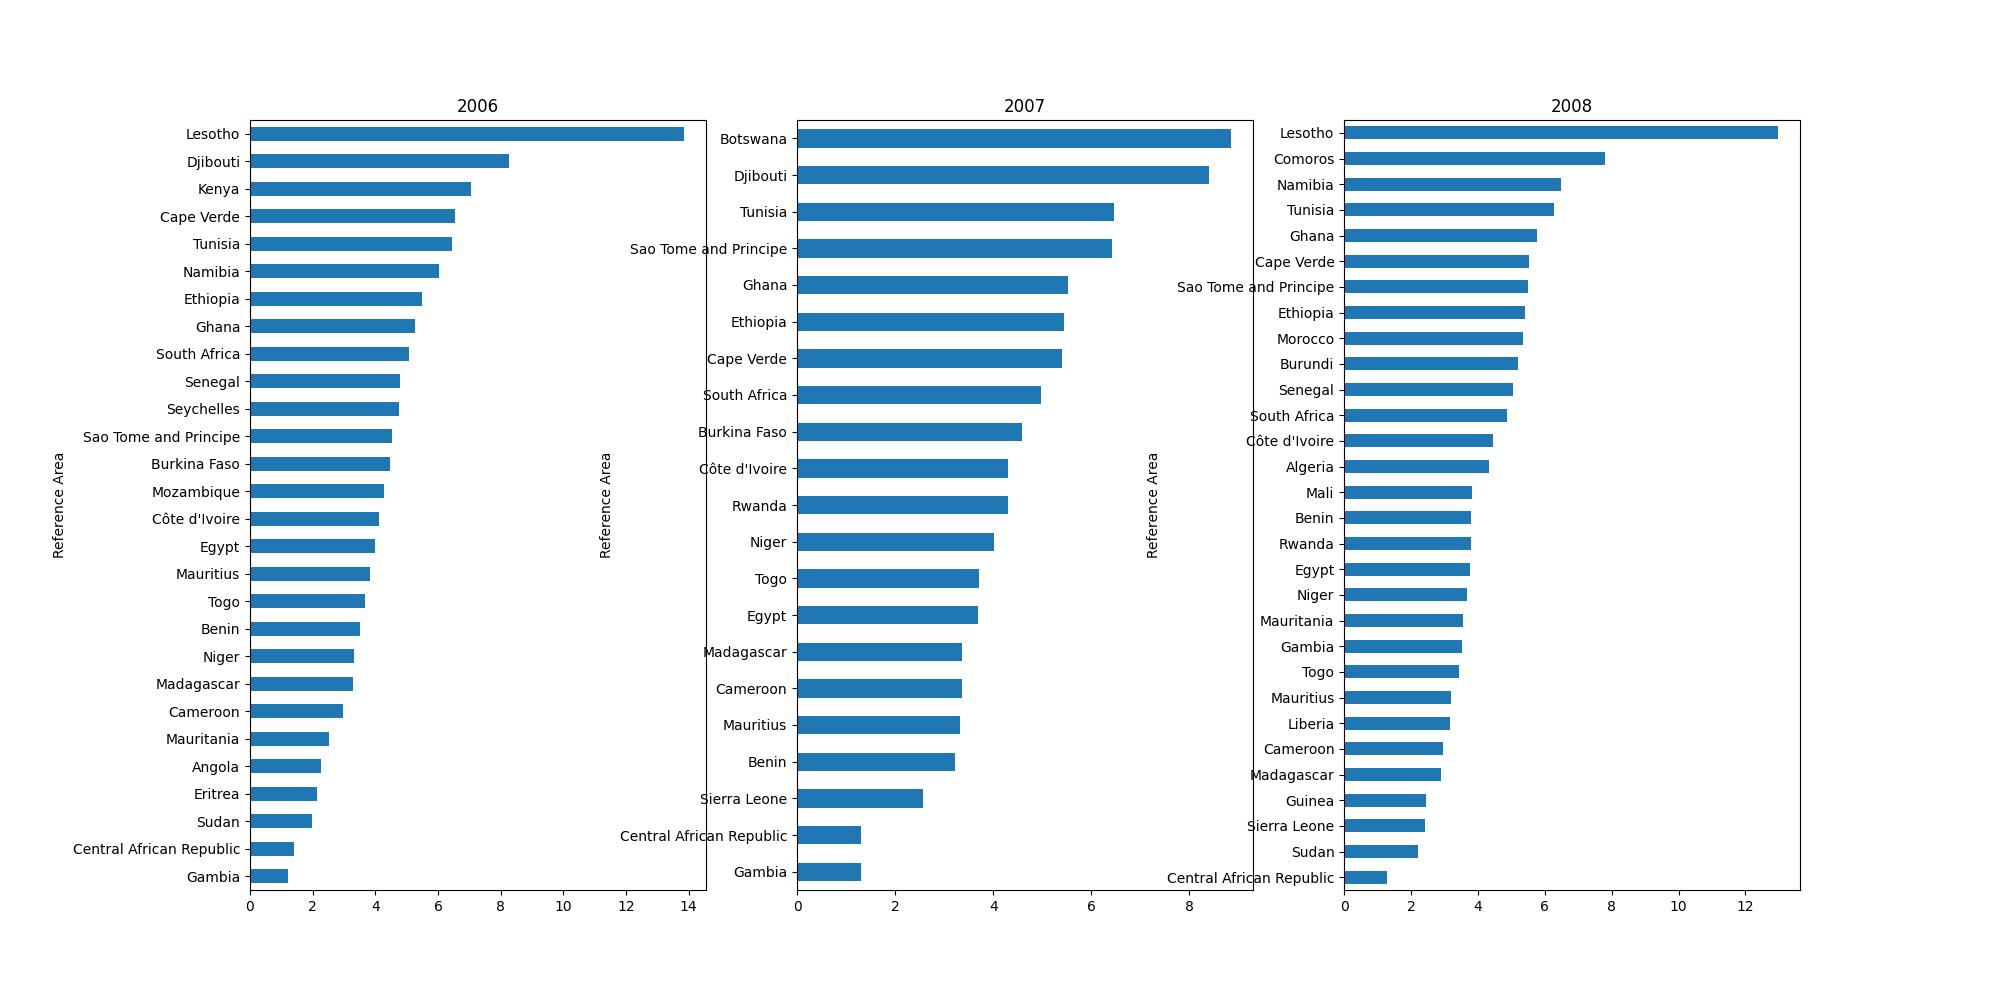 2006
Lesotho
Djibouti
Kenya
Cape Verde
Tunisia
Namibia
Ethiopia
Ghana
South Africa
Senegal
Seychelles
Sao Tome and Principe
Burkina Faso
Mozambique
Côte d'Ivoire
Egypt
Mauritius
Togo
Benin
Niger
Madagascar
Cameroon
Mauritania
Angola
Eritrea
Sudan
Central African Republic
Gambia
Reference Area
0 2 4 6 8 10 12 14
2007
Botswana
Djibouti
Tunisia
Sao Tome and Principe
Ghana
Ethiopia
Cape Verde
South Africa
Burkina Faso
Côte d'Ivoire
Rwanda
Niger
Togo
Egypt
Madagascar
Cameroon
Mauritius
Benin
Sierra Leone
Central African Republic
Gambia
Reference Area
0 2 4 6 8
2008
Lesotho
Comoros
Namibia
Tunisia
Ghana
Cape Verde
Sao Tome and Principe
Ethiopia
Morocco
Burundi
Senegal
South Africa
Côte d'Ivoire
Algeria
Mali
Benin
Rwanda
Egypt
Niger
Mauritania
Gambia
Togo
Mauritius
Liberia
Cameroon
Madagascar
Guinea
Sierra Leone
Sudan
Central African Republic
Reference Area
0 2 4 6 8 10 12